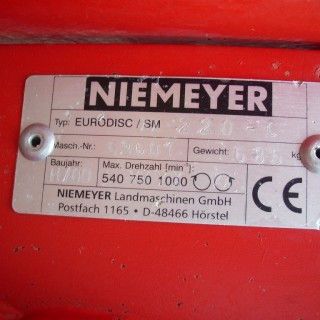 NIEMEYER
Typ: EURODISC / SM 220-C
Masch.-Nr.: Gewicht: kg
Baujahr: Max. Drehzahl (min⁻¹)
540 750 1000
NIEMEYER Landmaschinen GmbH
Postfach 1165 • D-48466 Hörstel
CE